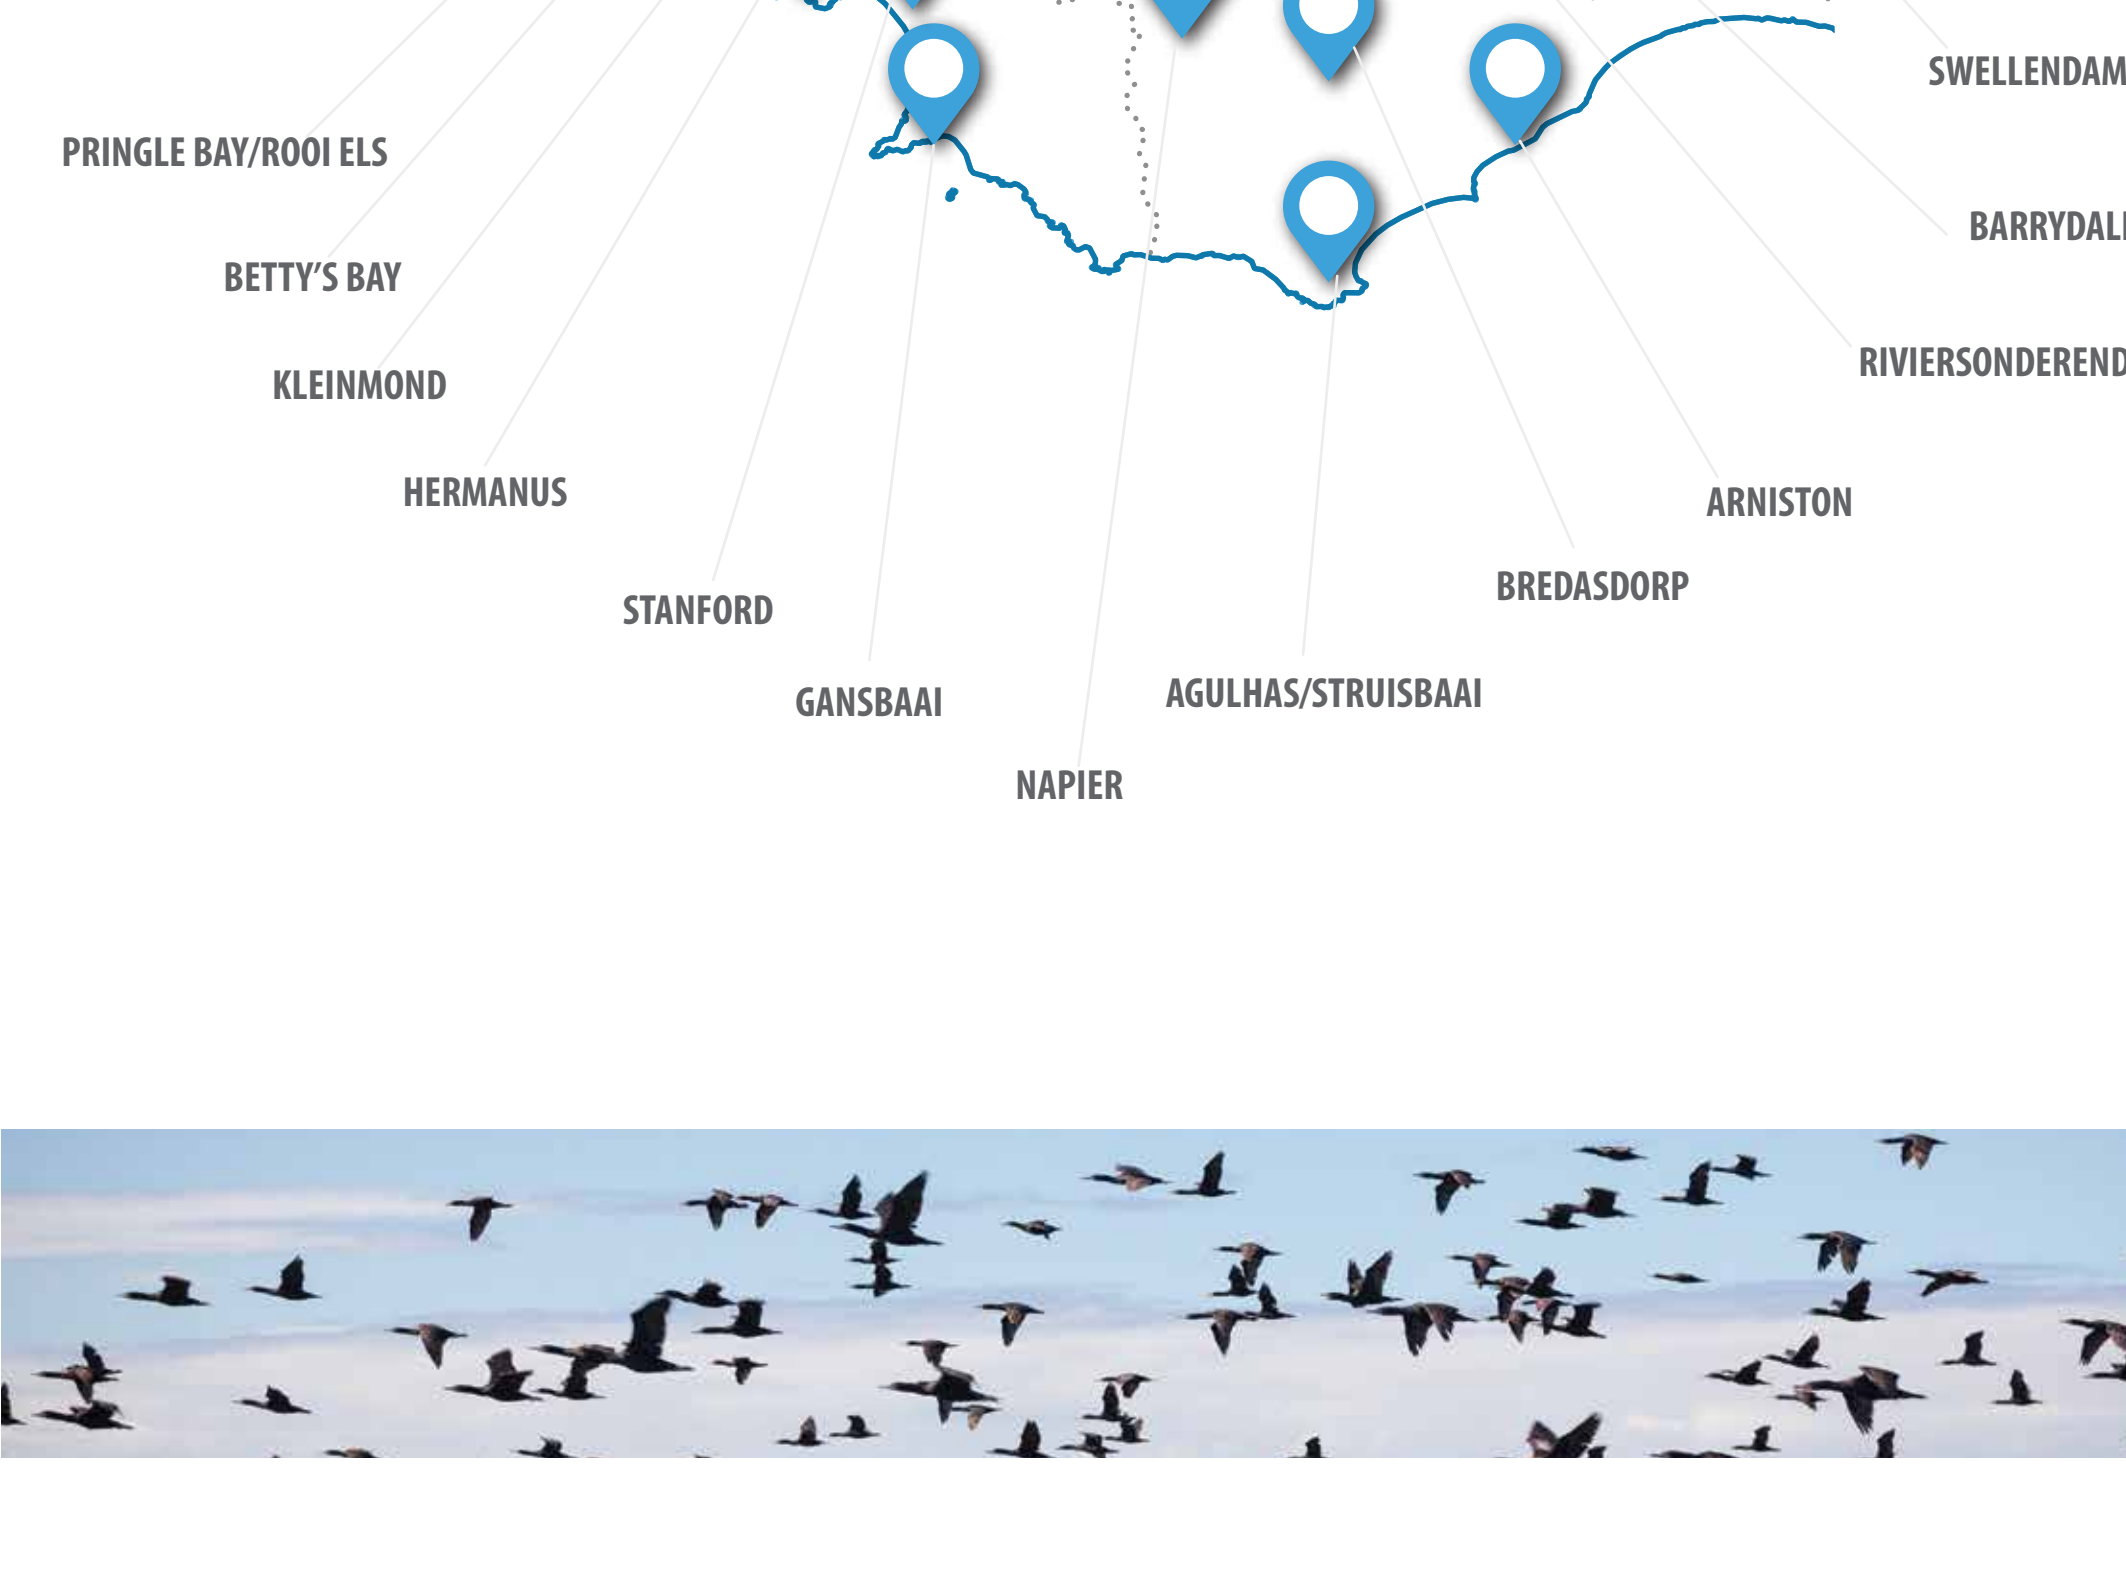 SWELLENDAM
PRINGLE BAY/ROOI ELS
BARRYDAL
BETTY'S BAY
RIVIERSONDEREND
KLEINMOND
HERMANUS
ARNISTON
BREDASDORP
STANFORD
AGULHAS/STRUISBAAI
GANSBAAI
NAPIER